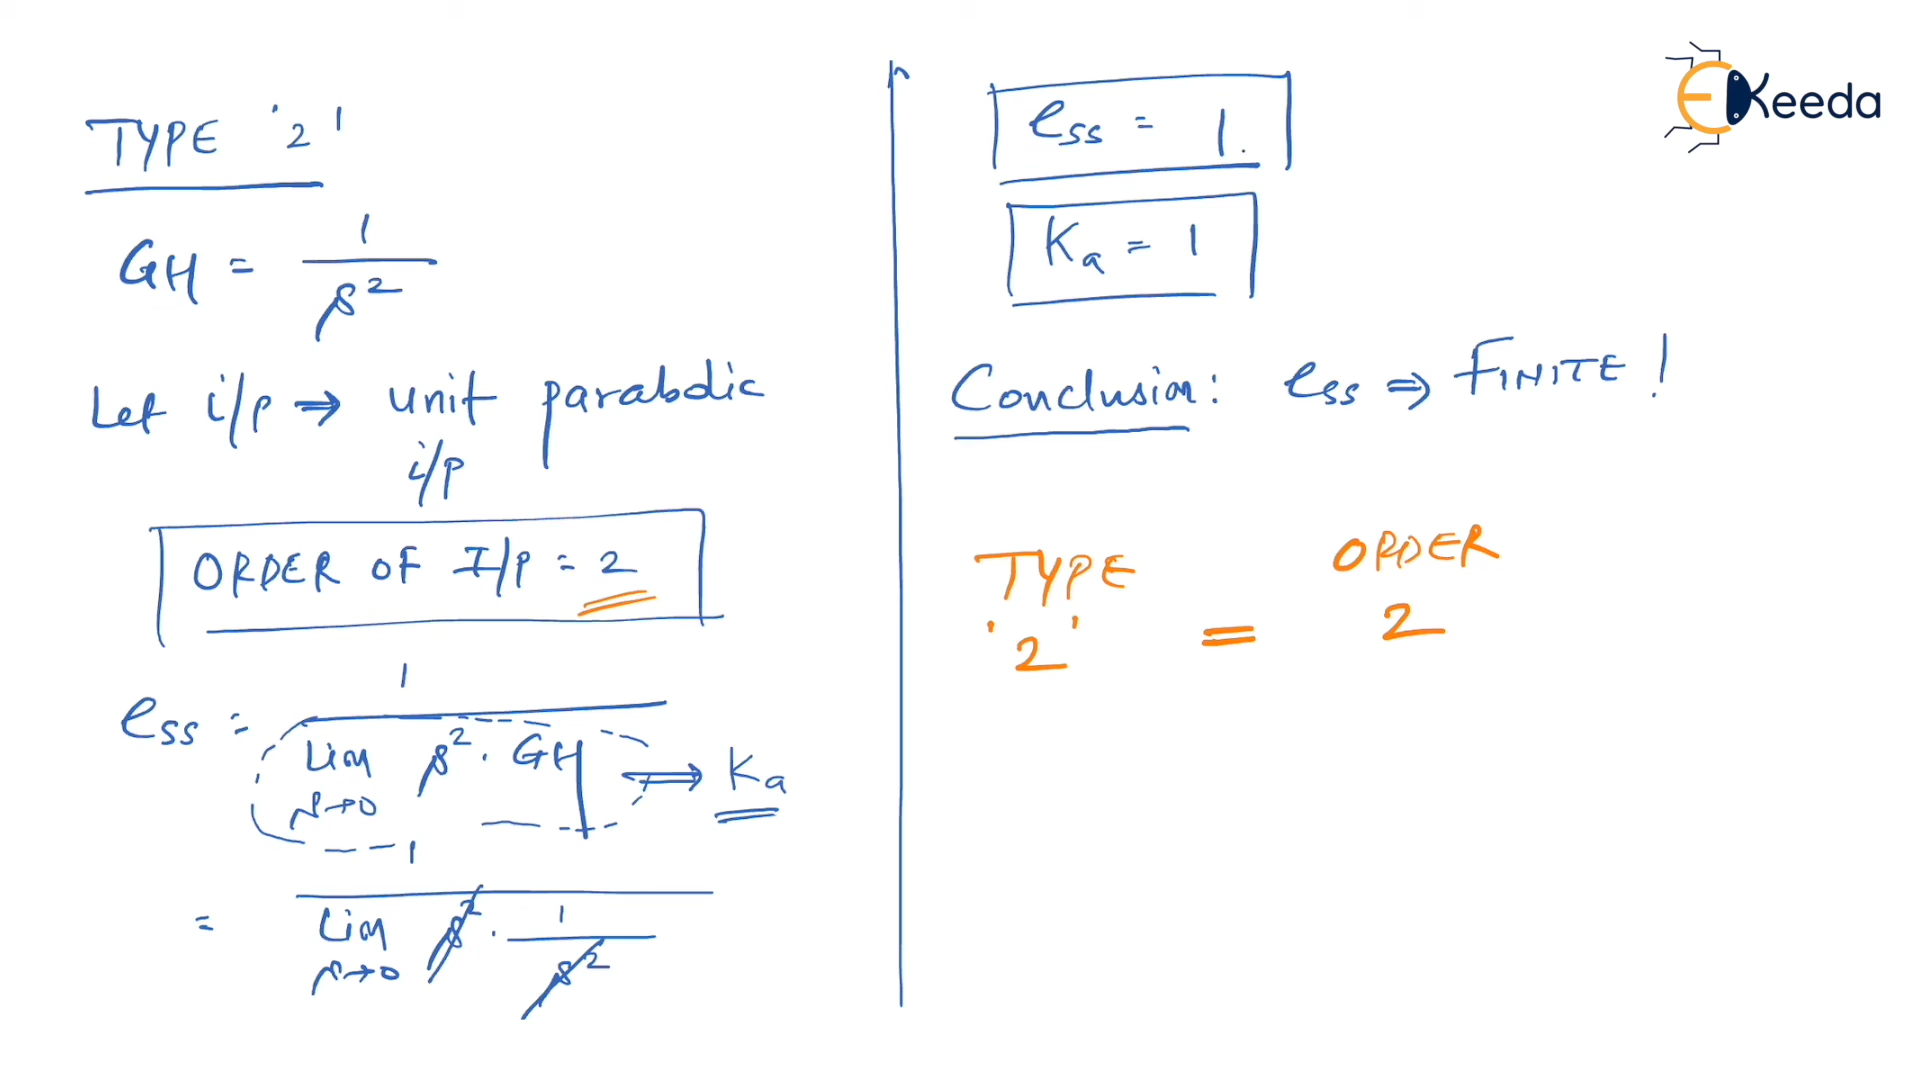 TYPE '2'
GH = 1/s²
Let i/p → unit parabolic
i/p
ORDER OF I/P = 2
ess = 1 / Lim s→0 s² . GH ⟹ Ka
= 1 / Lim s→0 s² . 1/s²
ess = 1.
Ka = 1
Conclusion: ess ⇒ FINITE!
TYPE ORDER
'2' = 2
EKeeda